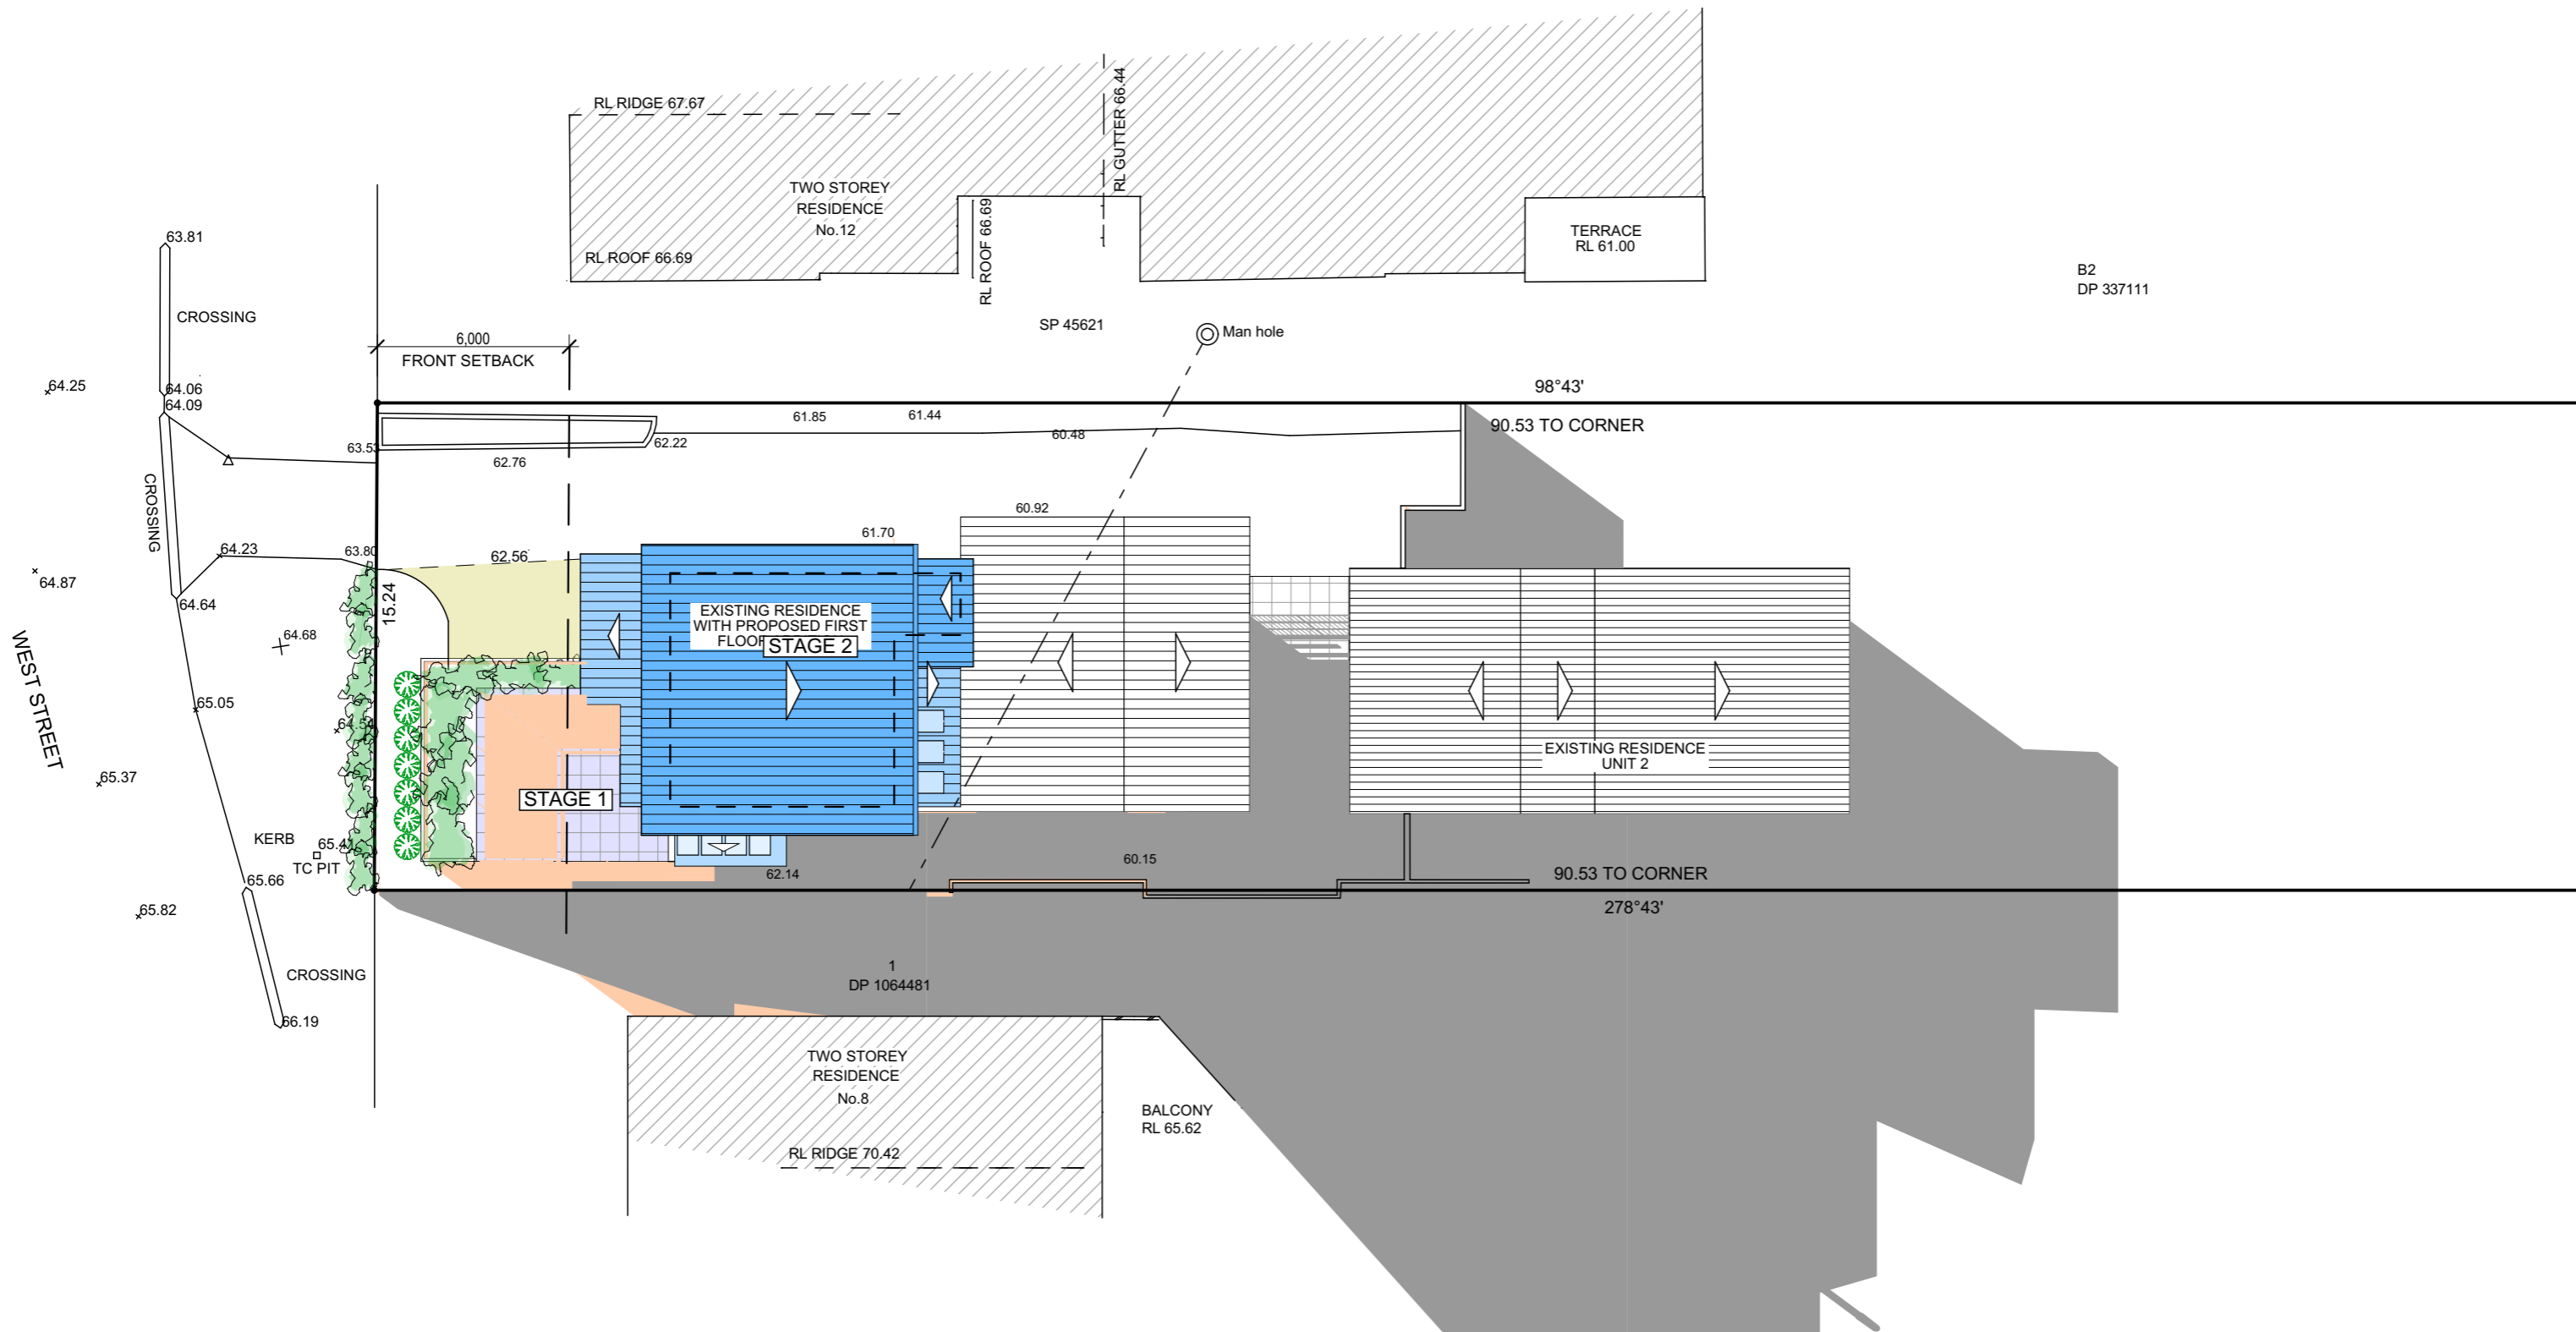 RL RIDGE 67.67
RL GUTTER 66.44
TWO STOREY
RESIDENCE
No.12
RL ROOF 66.69
RL ROOF 66.69
TERRACE
RL 61.00
B2
DP 337111
63.81
CROSSING
6,000
FRONT SETBACK
SP 45621
Man hole
64.25
64.06
64.09
98°43'
90.53 TO CORNER
61.85
61.44
60.48
63.53
62.22
62.76
CROSSING
60.92
61.70
64.23
63.80
62.56
64.87
64.64
15.24
EXISTING RESIDENCE
WITH PROPOSED FIRST
STAGE 2
64.68
WEST STREET
65.05
64.54
65.37
STAGE 1
EXISTING RESIDENCE
UNIT 2
KERB
65.41
TC PIT
65.66
62.14
60.15
90.53 TO CORNER
278°43'
65.82
CROSSING
1
DP 1064481
66.19
TWO STOREY
RESIDENCE
No.8
BALCONY
RL 65.62
RL RIDGE 70.42